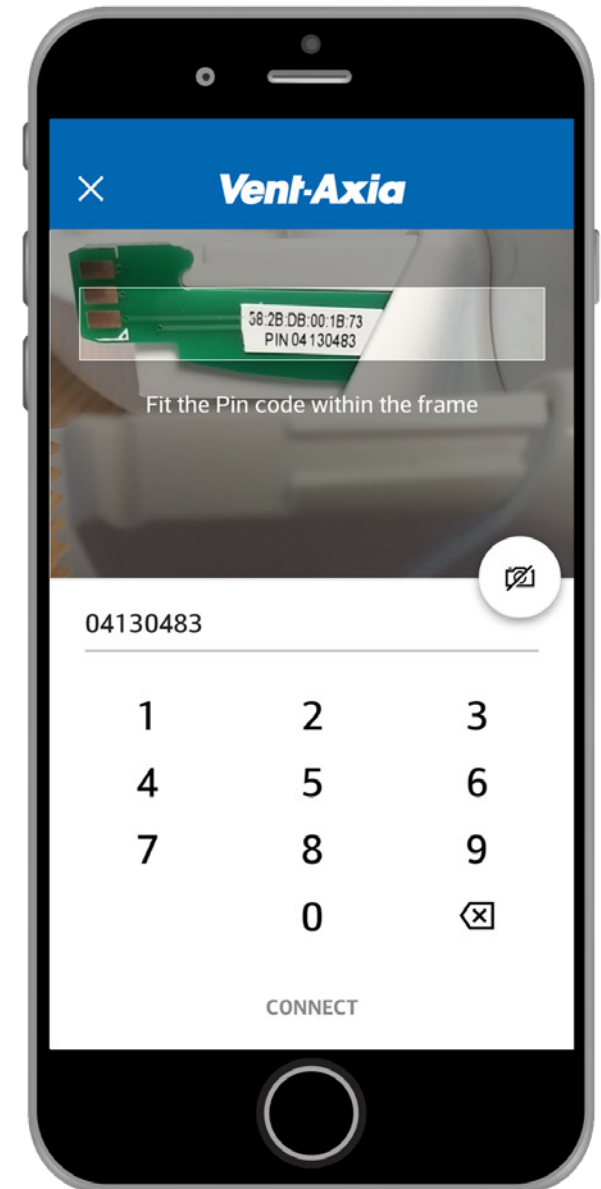 Vent-Axia
58:2B:DB:00:1B:73
PIN 04130483
Fit the Pin code within the frame
04130483
1 2 3
4 5 6
7 8 9
0
CONNECT